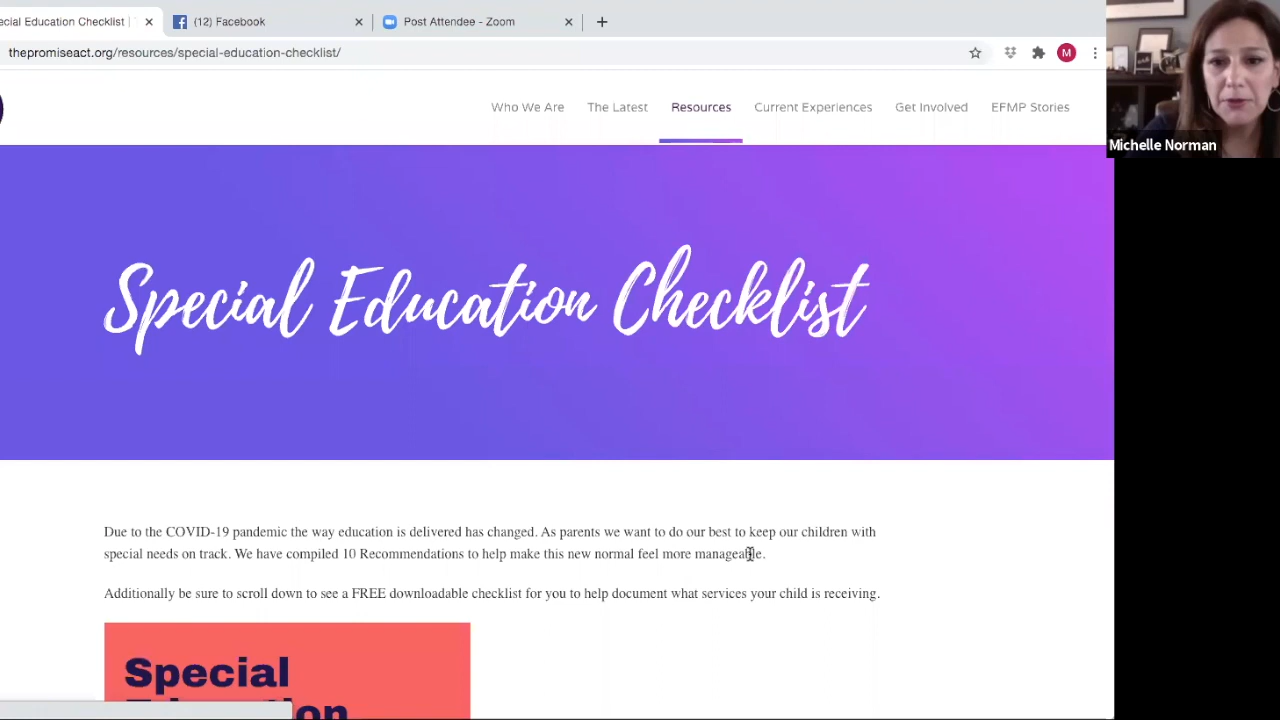 ecial Education Checklist |
(12) Facebook
Post Attendee - Zoom
thepromiseact.org/resources/special-education-checklist/
M
Who We Are
The Latest
Resources
Current Experiences
Get Involved
EFMP Stories
Michelle Norman
Special Education Checklist
Due to the COVID-19 pandemic the way education is delivered has changed. As parents we want to do our best to keep our children with
special needs on track. We have compiled 10 Recommendations to help make this new normal feel more manageable.
Additionally be sure to scroll down to see a FREE downloadable checklist for you to help document what services your child is receiving.
Special
Education